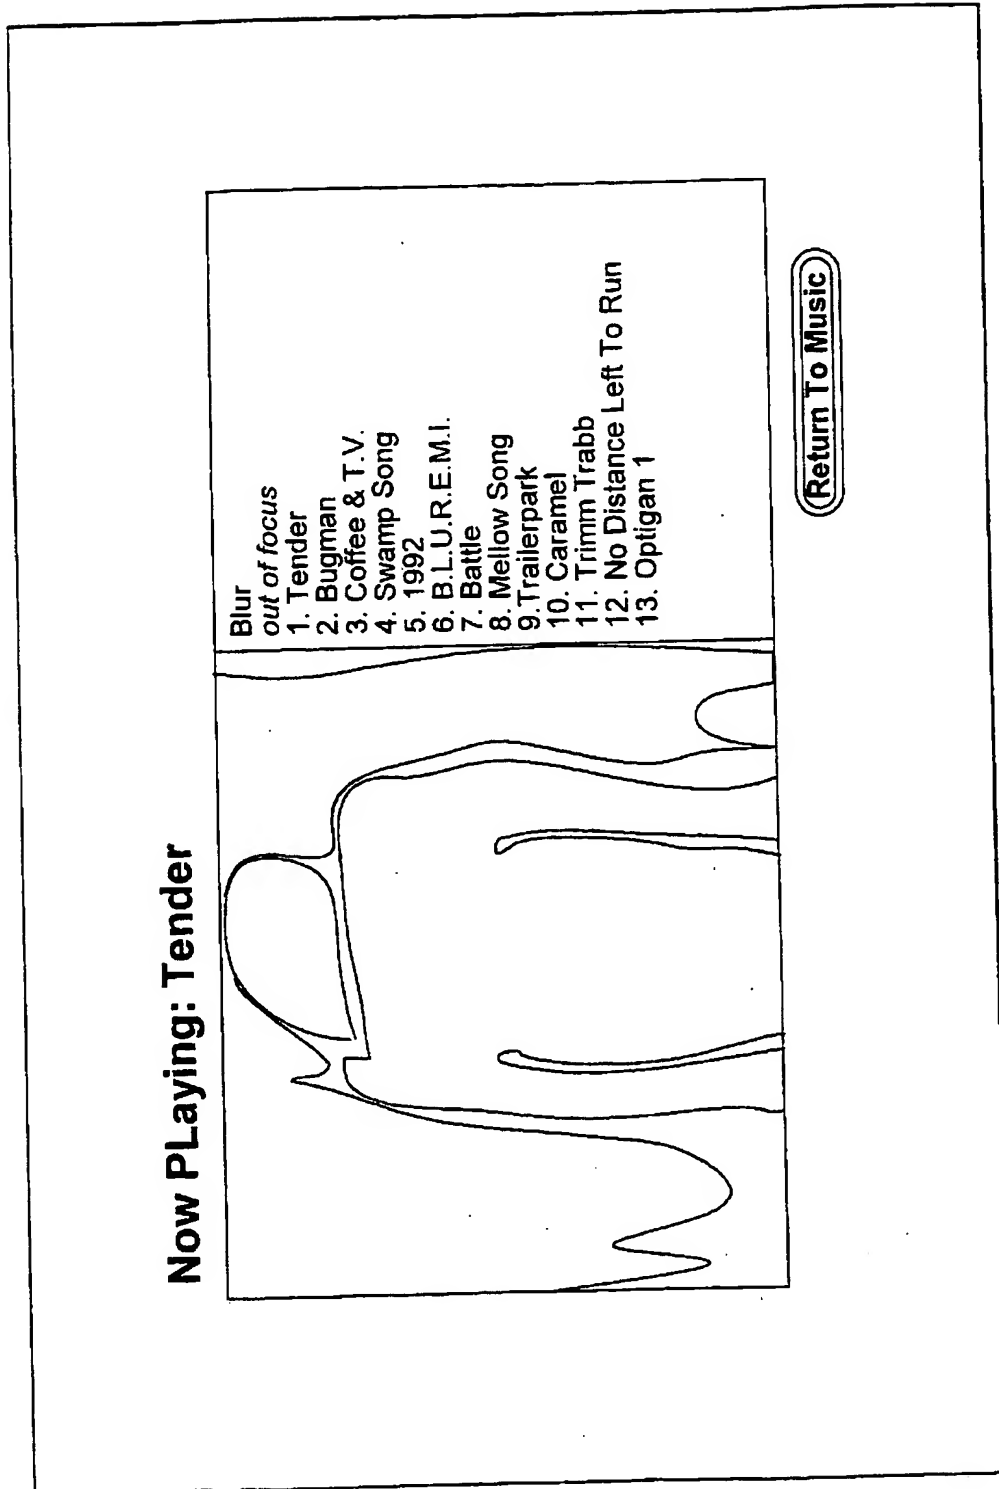 Now PLaying: Tender
Blur
out of focus
1. Tender
2. Bugman
3. Coffee & T.V.
4. Swamp Song
5. 1992
6. B.L.U.R.E.M.I.
7. Battle
8. Mellow Song
9.Trailerpark
10. Caramel
11. Trimm Trabb
12. No Distance Left To Run
13. Optigan 1
Return To Music